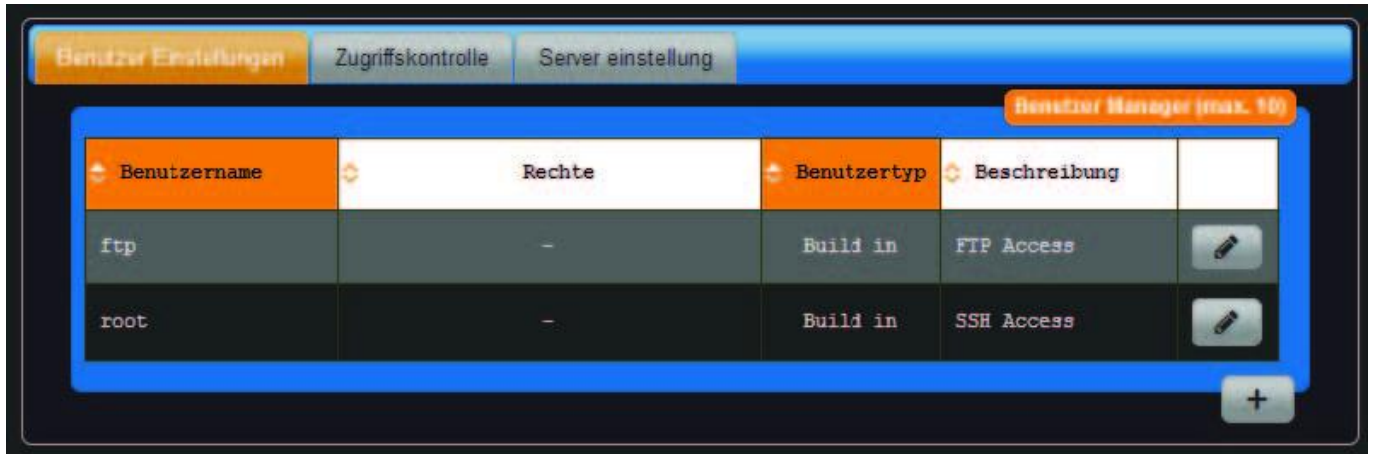 Benutzer Einstellungen Zugriffskontrolle Server einstellung
Benutzer Manager (max. 10)
Benutzername Rechte Benutzertyp Beschreibung
ftp - Build in FTP Access
root - Build in SSH Access
+